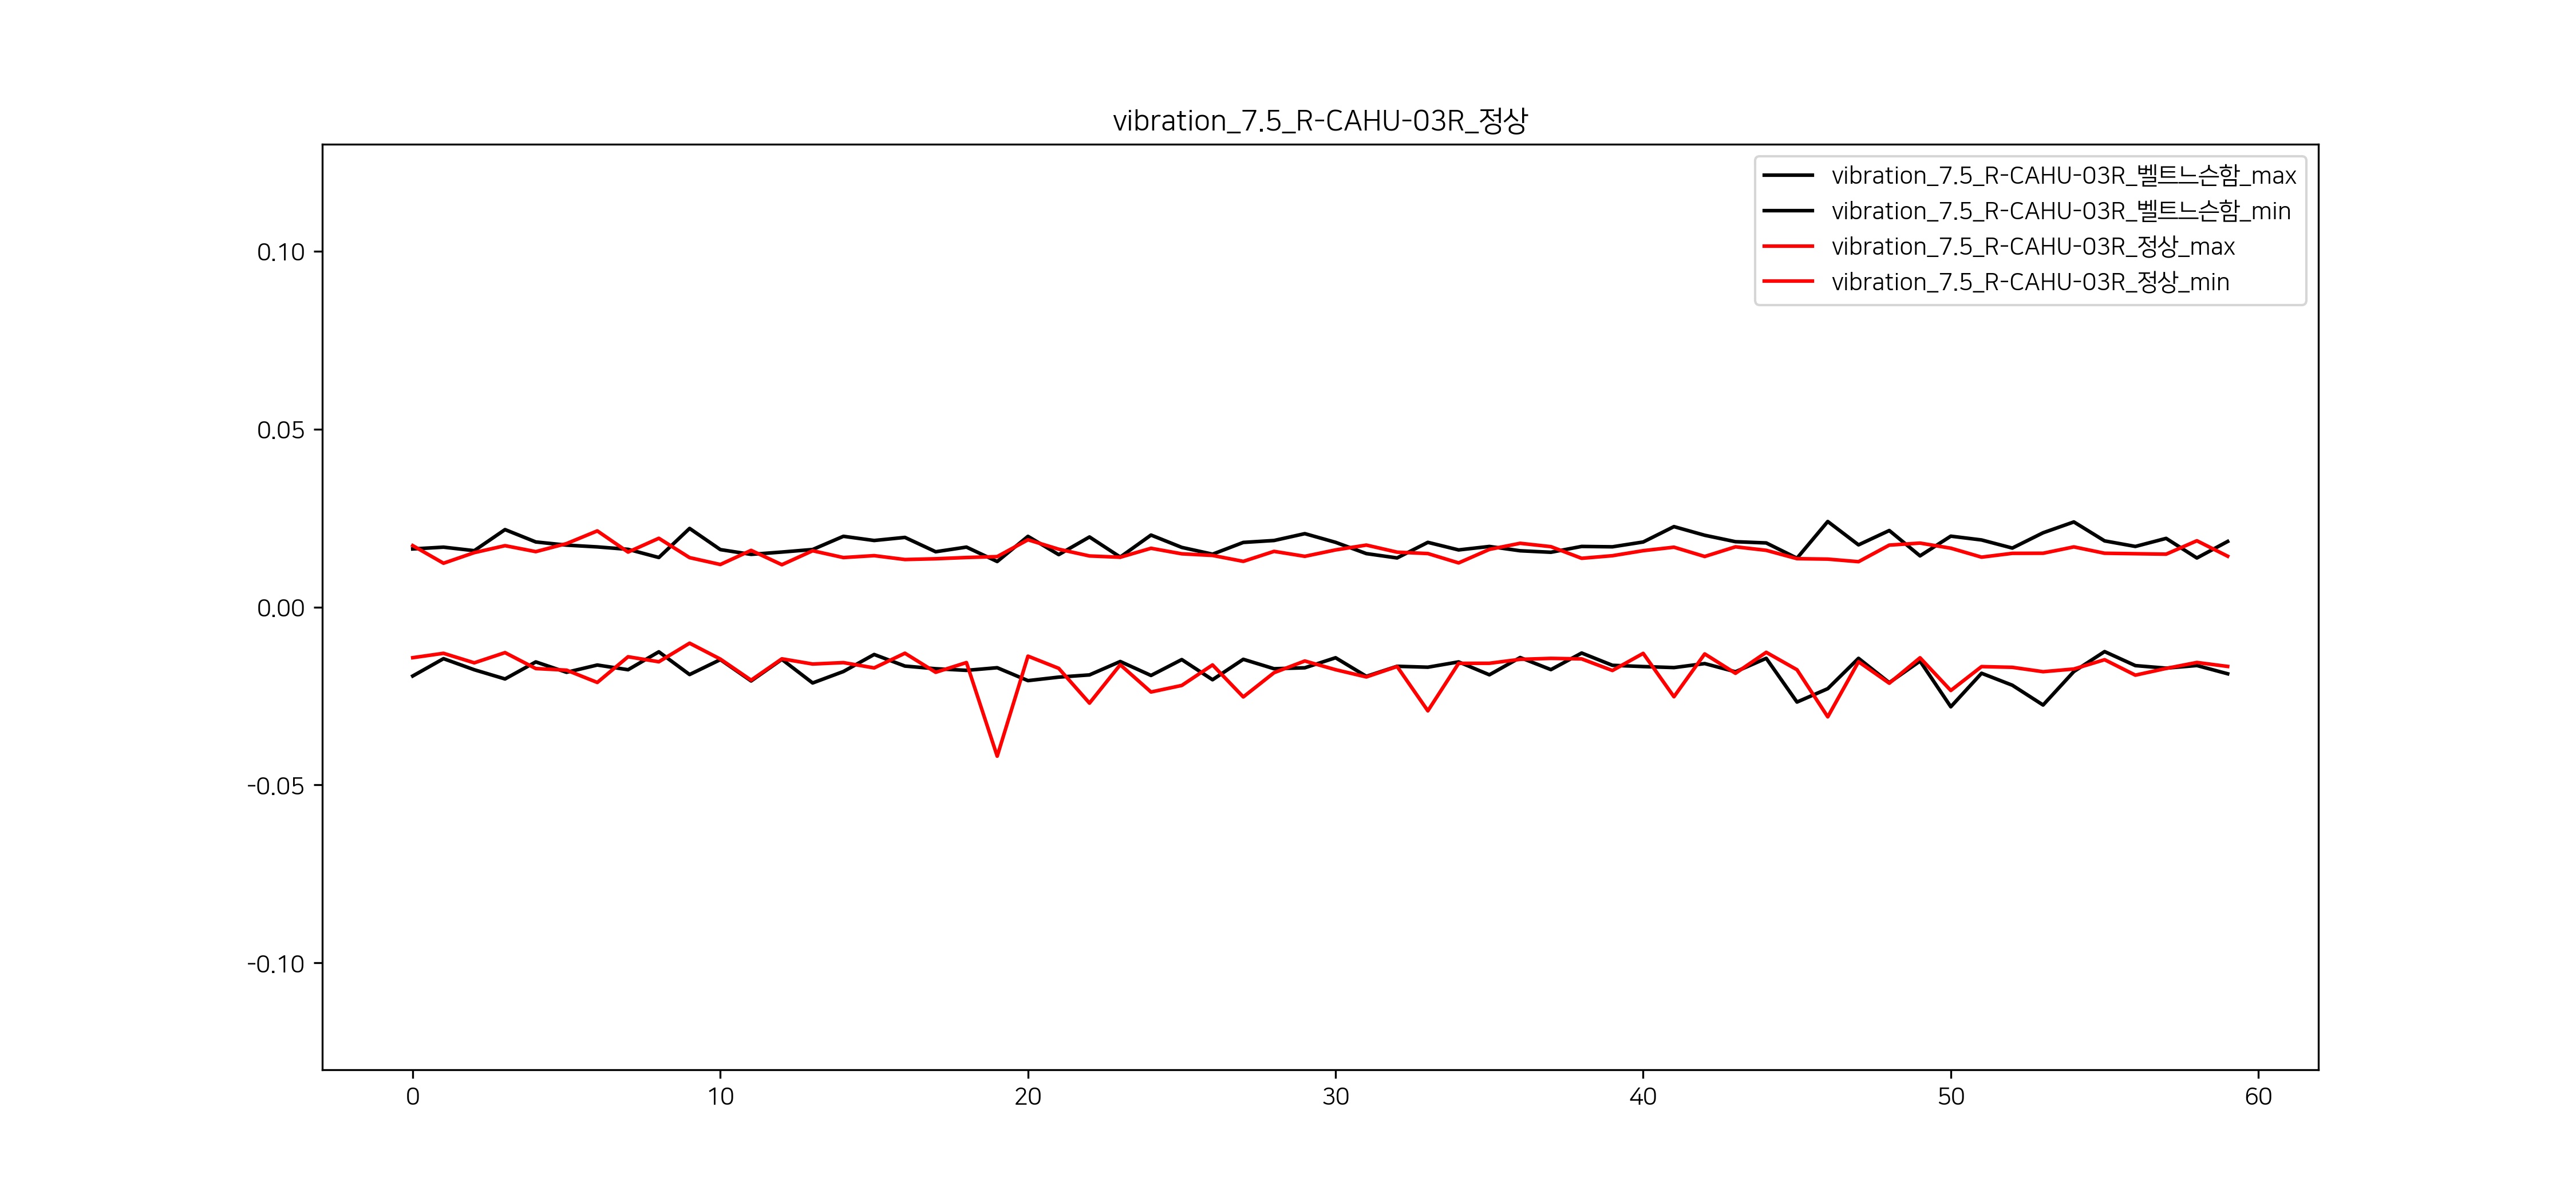 vibration_7.5_R-CAHU-03R_정상
vibration_7.5_R-CAHU-03R_벨트느슨함_max
vibration_7.5_R-CAHU-03R_벨트느슨함_min
vibration_7.5_R-CAHU-03R_정상_max
vibration_7.5_R-CAHU-03R_정상_min
0.10
0.05
0.00
-0.05
-0.10
0 10 20 30 40 50 60